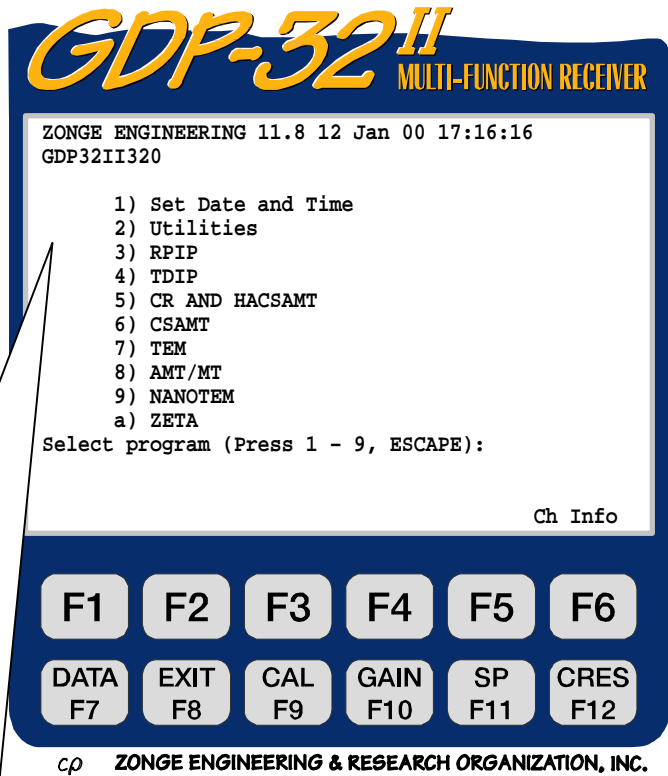 GDP-32 II
MULTI-FUNCTION RECEIVER
ZONGE ENGINEERING 11.8 12 Jan 00 17:16:16
GDP32II320
1) Set Date and Time
2) Utilities
3) RPIP
4) TDIP
5) CR AND HACSAMT
6) CSAMT
7) TEM
8) AMT/MT
9) NANOTEM
a) ZETA
Select program (Press 1 – 9, ESCAPE):
Ch Info
F1 F2 F3 F4 F5 F6
DATA EXIT CAL GAIN SP CRES
F7 F8 F9 F10 F11 F12
cρ ZONGE ENGINEERING & RESEARCH ORGANIZATION, INC.